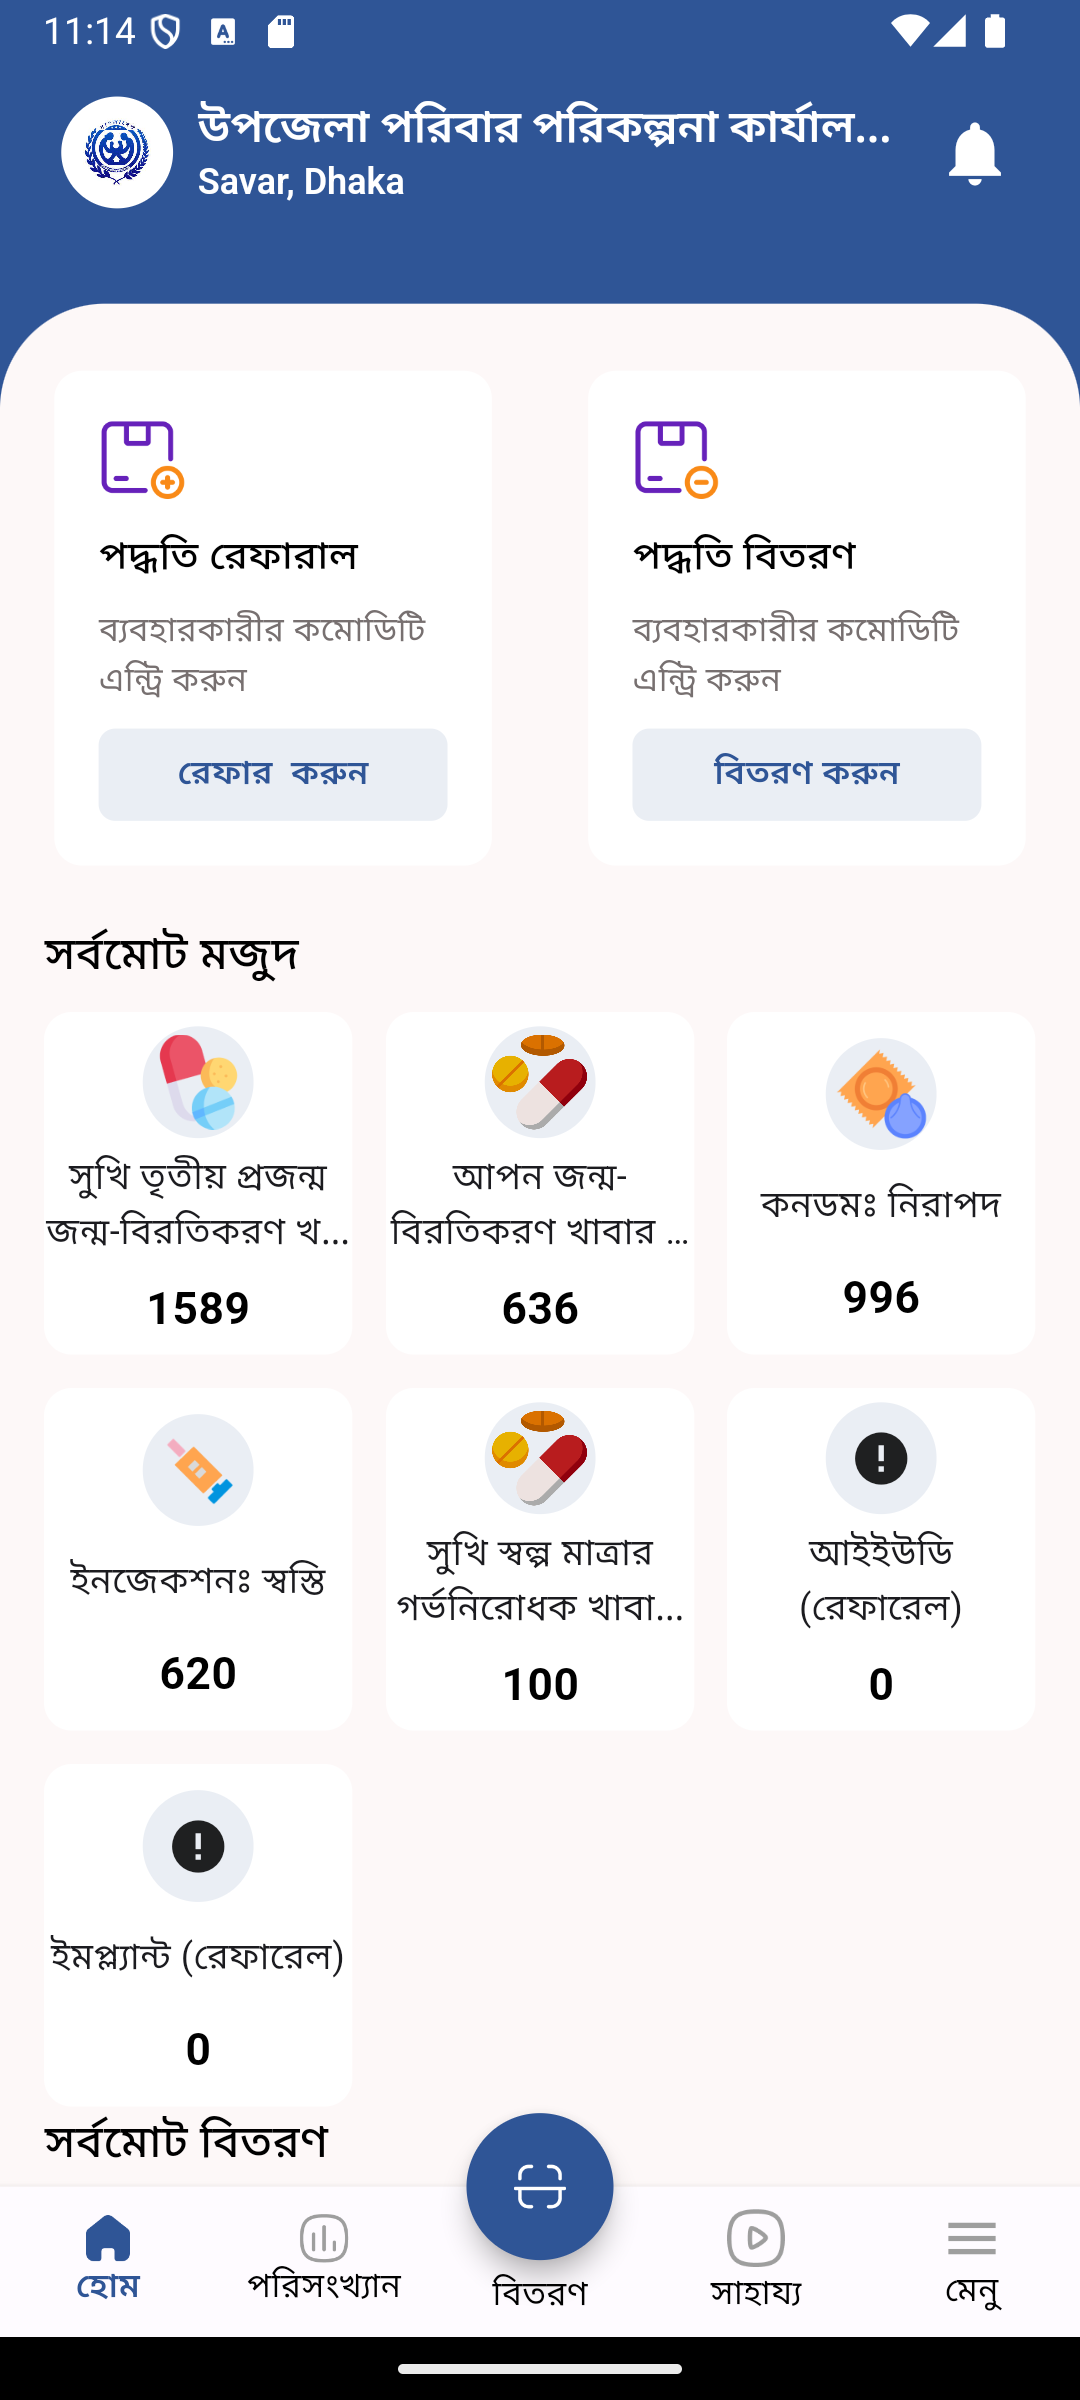 11:14
উপজেলা পরিবার পরিকল্পনা কার্যাল...
Savar, Dhaka
পদ্ধতি রেফারাল
ব্যবহারকারীর কমোডিটি
এন্ট্রি করুন
রেফার করুন
পদ্ধতি বিতরণ
ব্যবহারকারীর কমোডিটি
এন্ট্রি করুন
বিতরণ করুন
সর্বমোট মজুদ
সুখি তৃতীয় প্রজন্ম
জন্ম-বিরতিকরণ খ...
1589
আপন জন্ম-
বিরতিকরণ খাবার ...
636
কনডমঃ নিরাপদ
996
ইনজেকশনঃ স্বস্তি
620
সুখি স্বল্প মাত্রার
গর্ভনিরোধক খাবা...
100
আইইউডি
(রেফারেল)
0
ইমপ্ল্যান্ট (রেফারেল)
0
সর্বমোট বিতরণ
হোম
পরিসংখ্যান
বিতরণ
সাহায্য
মেনু